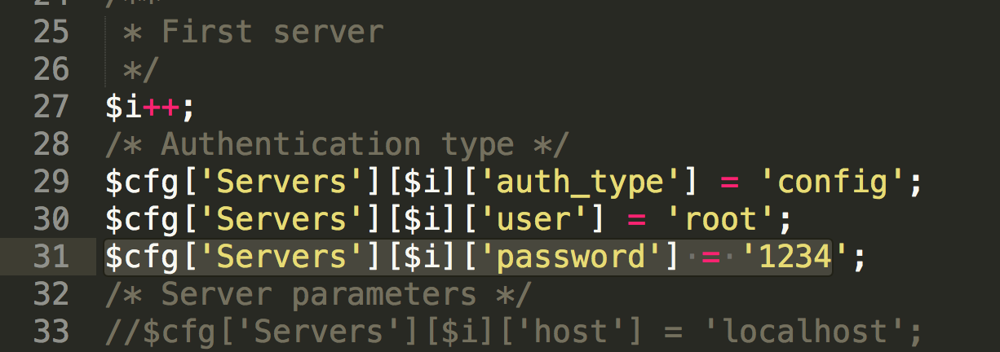 24 /**
25  * First server
26  */
27 $i++;
28 /* Authentication type */
29 $cfg['Servers'][$i]['auth_type'] = 'config';
30 $cfg['Servers'][$i]['user'] = 'root';
31 $cfg['Servers'][$i]['password'] = '1234';
32 /* Server parameters */
33 //$cfg['Servers'][$i]['host'] = 'localhost';